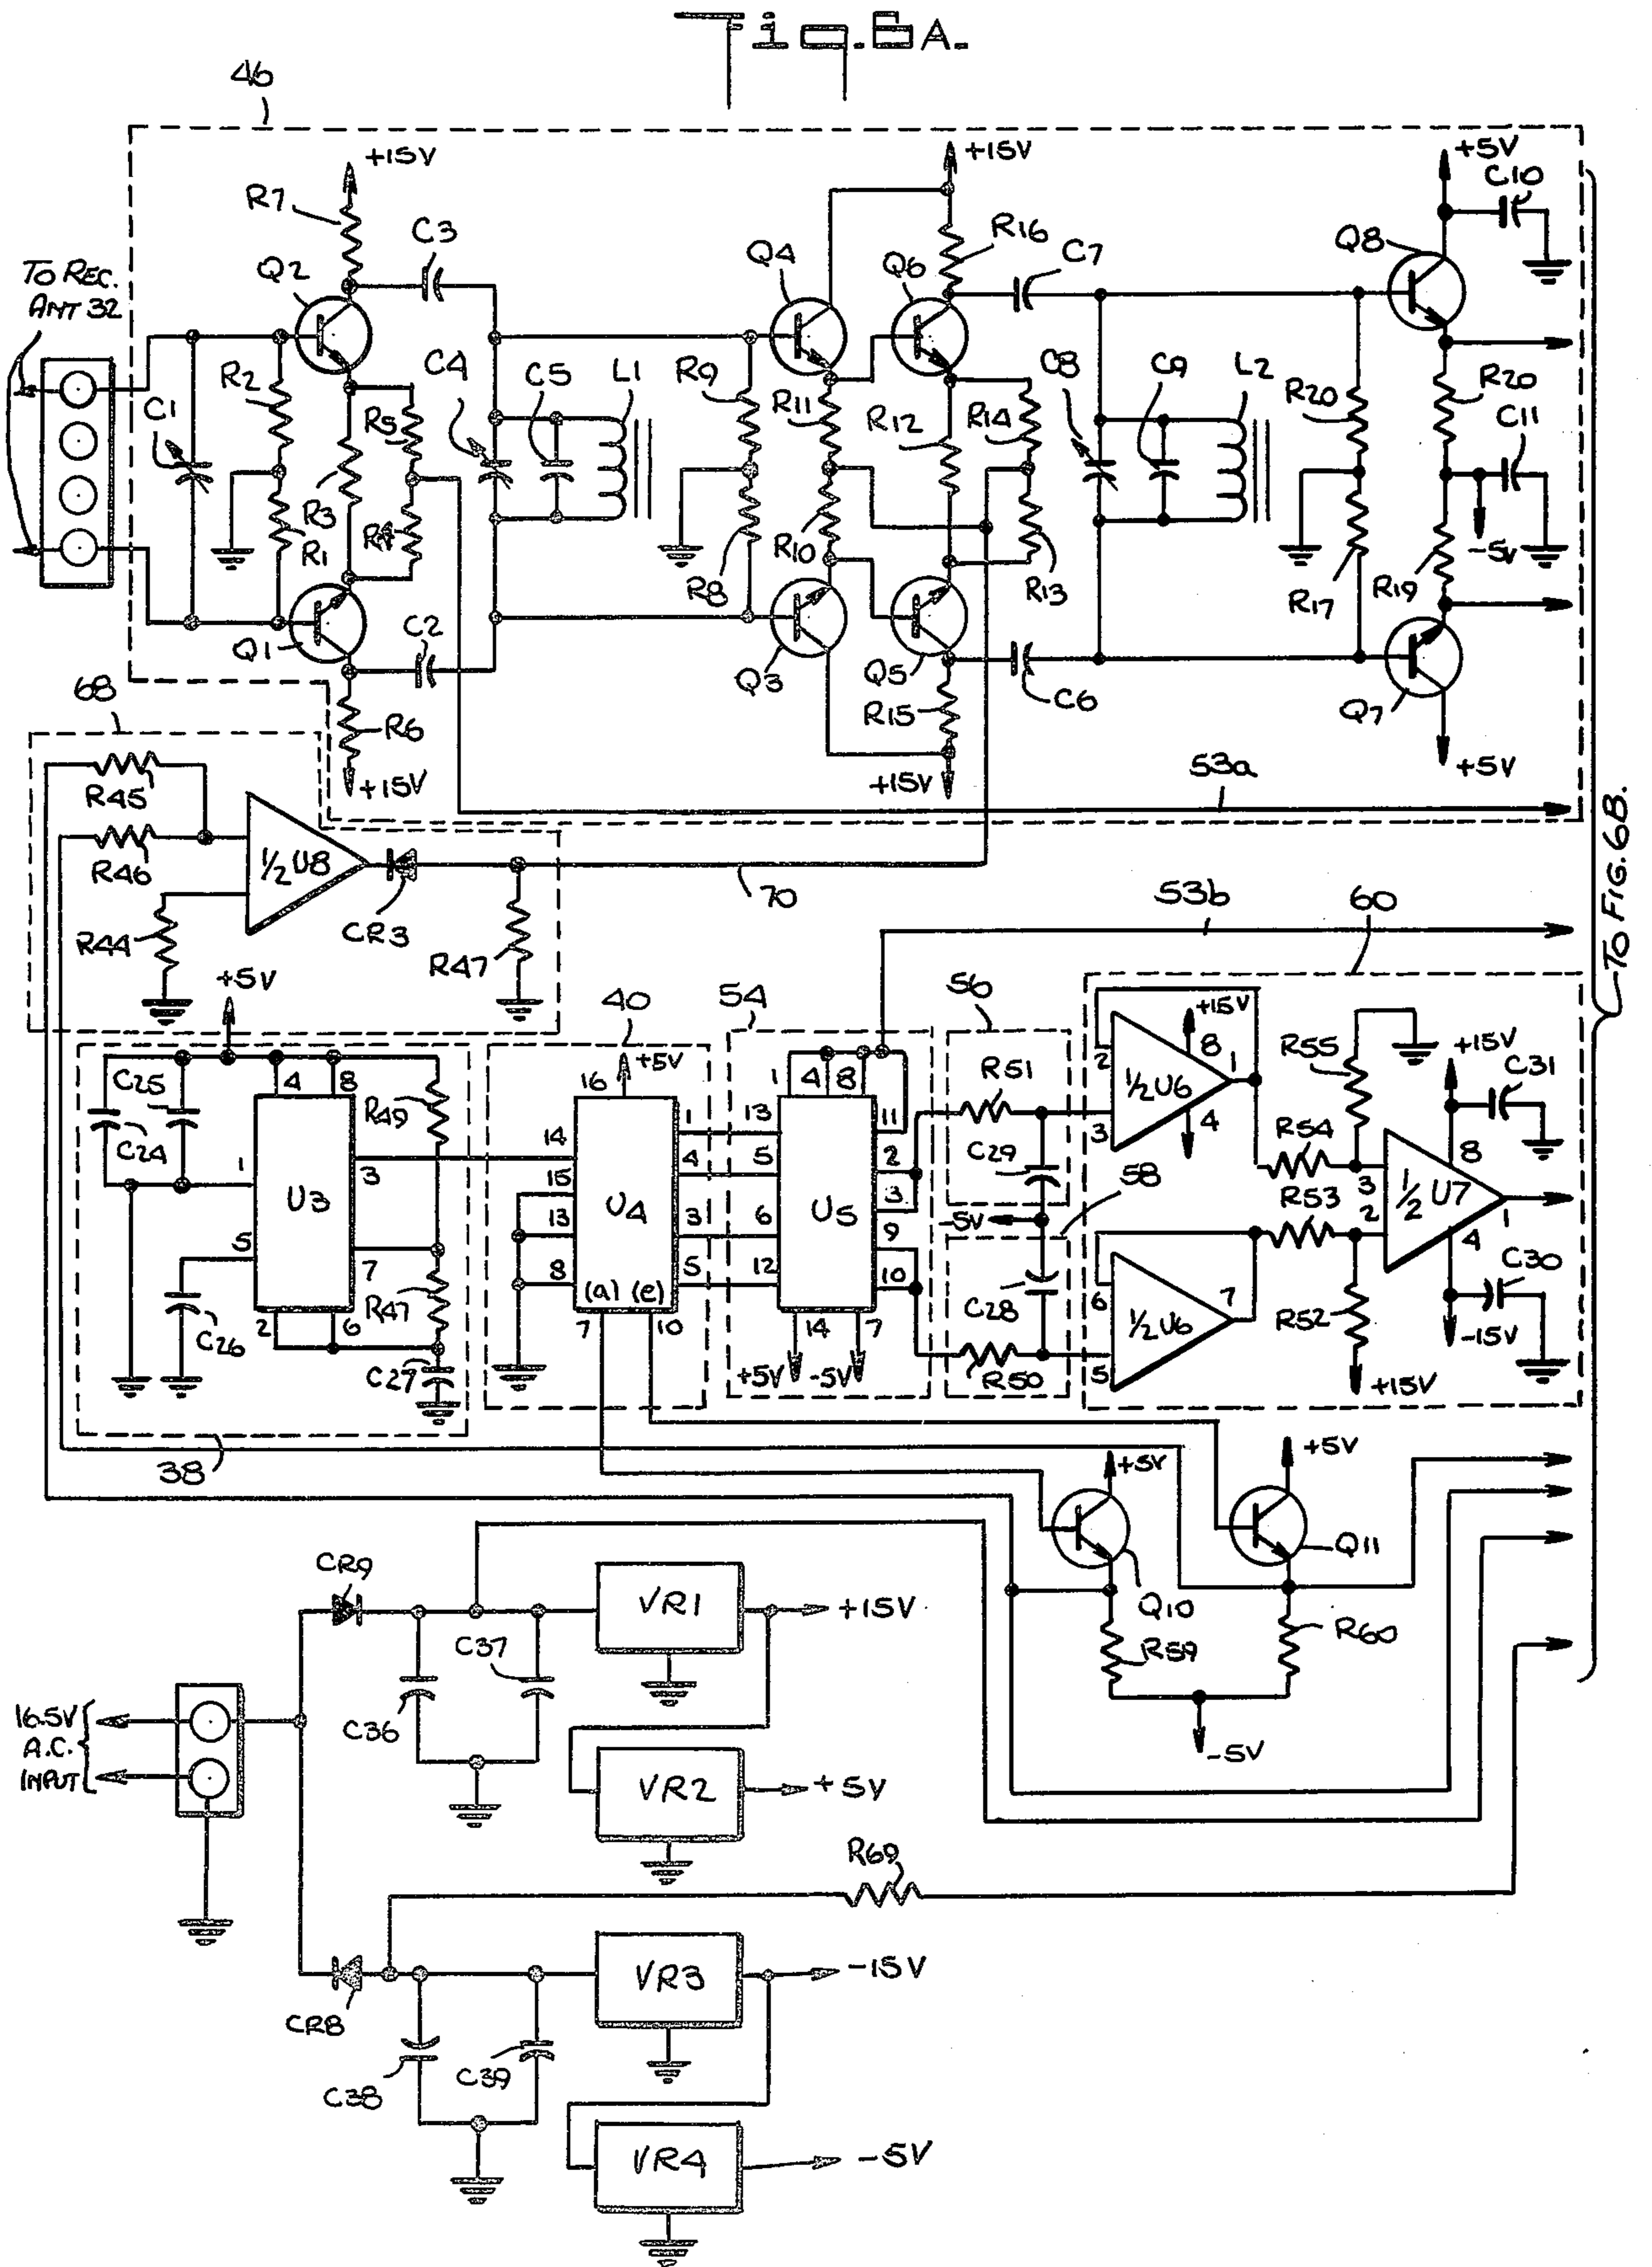 Fig. 6A.
46
+15V
+15V
+5V
C10
R7
C3
R16
C7
Q8
Q2
Q4
Q6
TO REC.
ANT 32
C1
R2
R5
C4
C5
L1
R9
R11
R12
R14
C8
C9
L2
R20
R20
C11
R3
R1
R4
R8
R10
R13
R17
R19
-5V
Q1
C2
Q3
Q5
C6
Q7
R6
R15
+15V
+15V
+5V
68
53a
R45
R46
½U8
CR3
70
R44
R47
53b
60
TO FIG. 6B.
+5V
40
54
56
+5V
+15V
+15V
C25
C24
4
8
R49
16
1
4
8
R51
2
8
1
½U6
3
4
R55
C31
1
3
U3
14
15
13
8
U4
1
4
3
5
13
5
6
12
U5
11
2
3
9
10
C29
58
-5V
R54
R53
3
2
8
½U7
1
4
5
7
R47
(a) (e)
7
10
14
7
C28
6
7
½U6
5
R52
C30
-15V
C26
2
6
C27
+5V
-5V
R50
+15V
38
+5V
+5V
Q10
Q11
CR9
VR1
+15V
C37
C36
R59
R60
16.5V
A.C.
INPUT
VR2
+5V
-5V
R69
CR8
VR3
-15V
C38
C39
VR4
-5V